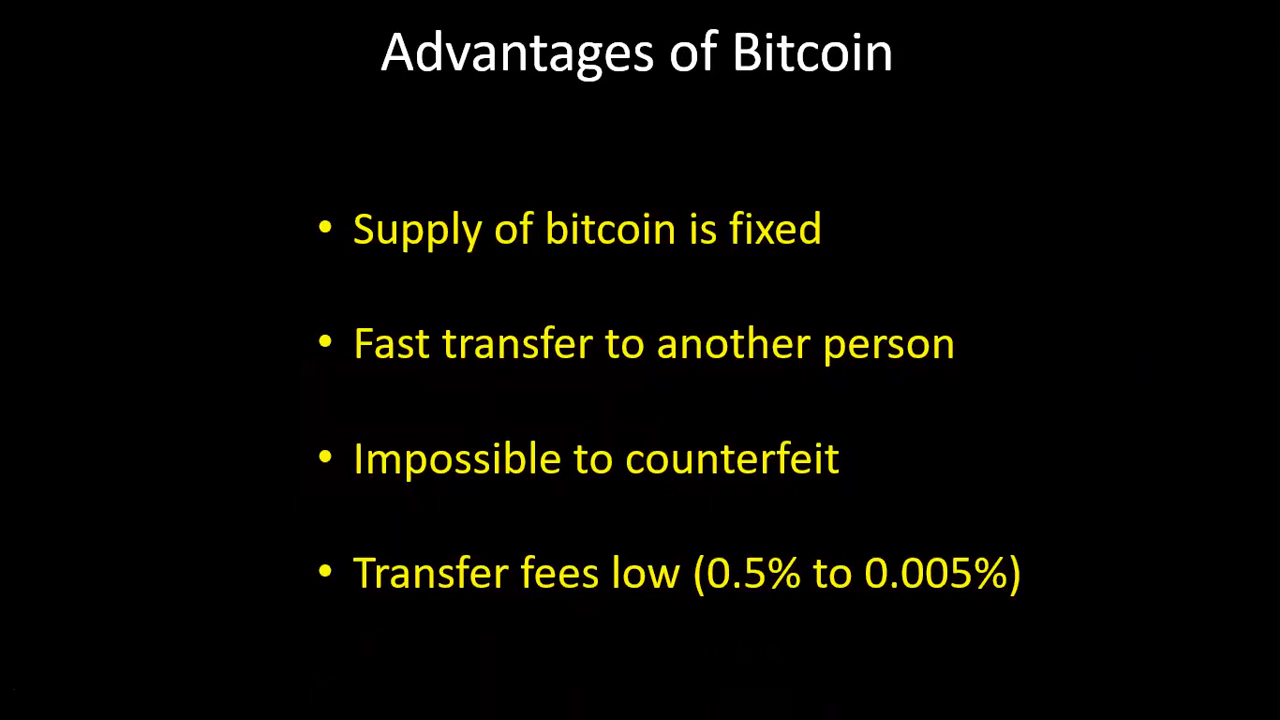 Advantages of Bitcoin
• Supply of bitcoin is fixed
• Fast transfer to another person
• Impossible to counterfeit
• Transfer fees low (0.5% to 0.005%)